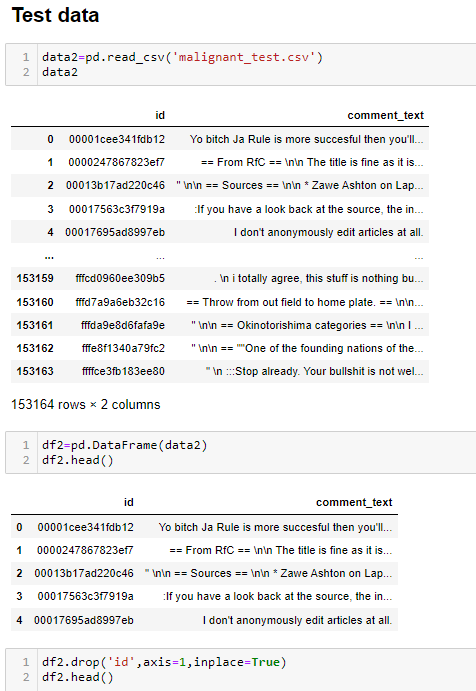 Test data
1 data2=pd.read_csv('malignant_test.csv')
2 data2
id comment_text
0 00001cee341fdb12 Yo bitch Ja Rule is more succesful then you'll...
1 0000247867823ef7 == From RfC == \n\n The title is fine as it is...
2 00013b17ad220c46 " \n\n == Sources == \n\n * Zawe Ashton on Lap...
3 00017563c3f7919a :If you have a look back at the source, the in...
4 00017695ad8997eb I don't anonymously edit articles at all.
... ... ...
153159 fffcd0960ee309b5 . \n i totally agree, this stuff is nothing bu...
153160 fffd7a9a6eb32c16 == Throw from out field to home plate. == \n\n...
153161 fffda9e8d6fafa9e " \n\n == Okinotorishima categories == \n\n I ...
153162 fffe8f1340a79fc2 " \n\n == ""One of the founding nations of the...
153163 ffffce3fb183ee80 " \n :::Stop already. Your bullshit is not wel...
153164 rows × 2 columns
1 df2=pd.DataFrame(data2)
2 df2.head()
id comment_text
0 00001cee341fdb12 Yo bitch Ja Rule is more succesful then you'll...
1 0000247867823ef7 == From RfC == \n\n The title is fine as it is...
2 00013b17ad220c46 " \n\n == Sources == \n\n * Zawe Ashton on Lap...
3 00017563c3f7919a :If you have a look back at the source, the in...
4 00017695ad8997eb I don't anonymously edit articles at all.
1 df2.drop('id',axis=1,inplace=True)
2 df2.head()